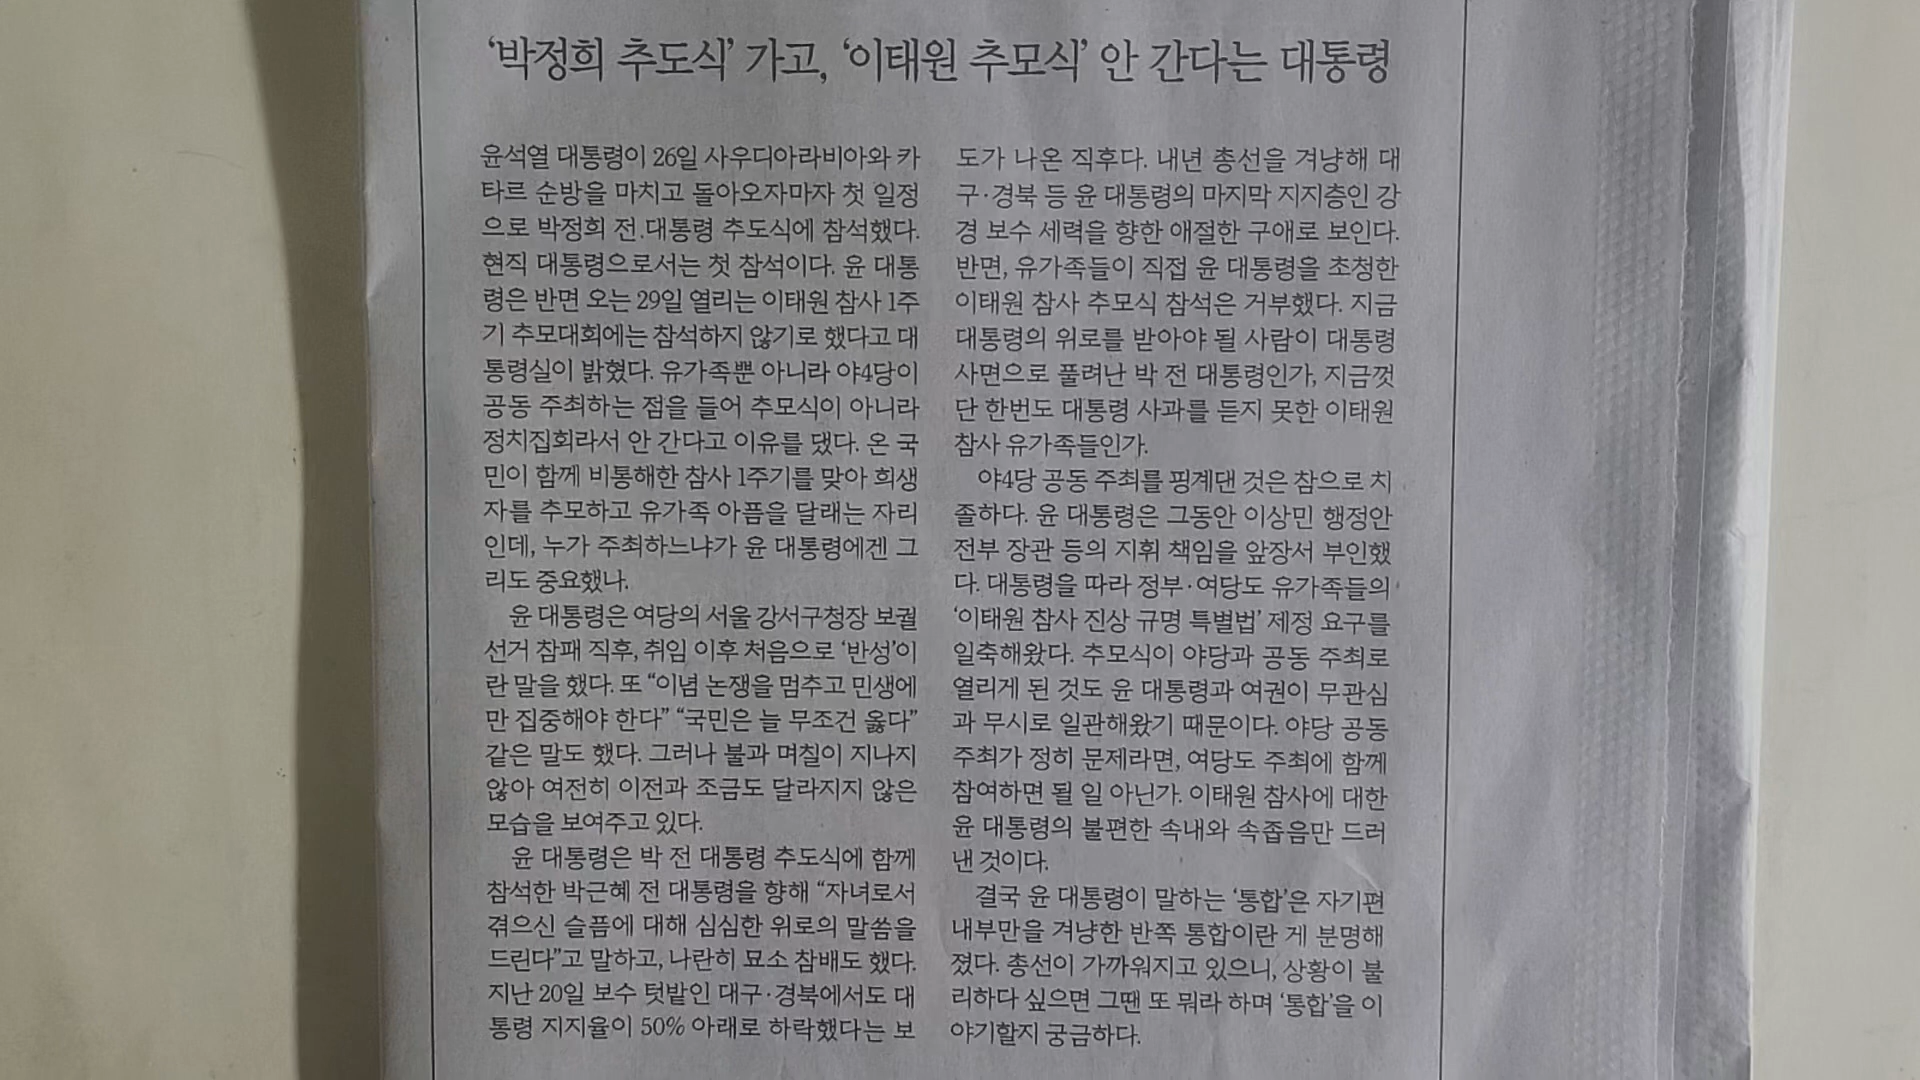 ‘박정희 추도식’ 가고, ‘이태원 추모식’ 안 간다는 대통령
윤석열 대통령이 26일 사우디아라비아와 카
타르 순방을 마치고 돌아오자마자 첫 일정
으로 박정희 전 대통령 추도식에 참석했다.
현직 대통령으로서는 첫 참석이다. 윤 대통
령은 반면 오는 29일 열리는 이태원 참사 1주
기 추모대회에는 참석하지 않기로 했다고 대
통령실이 밝혔다. 유가족뿐 아니라 야4당이
공동 주최하는 점을 들어 추모식이 아니라
정치집회라서 안 간다고 이유를 댔다. 온 국
민이 함께 비통해한 참사 1주기를 맞아 희생
자를 추모하고 유가족 아픔을 달래는 자리
인데, 누가 주최하느냐가 윤 대통령에겐 그
리도 중요했나.
윤 대통령은 여당의 서울 강서구청장 보궐
선거 참패 직후, 취임 이후 처음으로 ‘반성’이
란 말을 했다. 또 “이념 논쟁을 멈추고 민생에
만 집중해야 한다” “국민은 늘 무조건 옳다”
같은 말도 했다. 그러나 불과 며칠이 지나지
않아 여전히 이전과 조금도 달라지지 않은
모습을 보여주고 있다.
윤 대통령은 박 전 대통령 추도식에 함께
참석한 박근혜 전 대통령을 향해 “자녀로서
겪으신 슬픔에 대해 심심한 위로의 말씀을
드린다”고 말하고, 나란히 묘소 참배도 했다.
지난 20일 보수 텃밭인 대구·경북에서도 대
통령 지지율이 50% 아래로 하락했다는 보
도가 나온 직후다. 내년 총선을 겨냥해 대
구·경북 등 윤 대통령의 마지막 지지층인 강
경 보수 세력을 향한 애절한 구애로 보인다.
반면, 유가족들이 직접 윤 대통령을 초청한
이태원 참사 추모식 참석은 거부했다. 지금
대통령의 위로를 받아야 될 사람이 대통령
사면으로 풀려난 박 전 대통령인가, 지금껏
단 한번도 대통령 사과를 듣지 못한 이태원
참사 유가족들인가.
야4당 공동 주최를 핑계댄 것은 참으로 치
졸하다. 윤 대통령은 그동안 이상민 행정안
전부 장관 등의 지휘 책임을 앞장서 부인했
다. 대통령을 따라 정부·여당도 유가족들의
‘이태원 참사 진상 규명 특별법’ 제정 요구를
일축해왔다. 추모식이 야당과 공동 주최로
열리게 된 것도 윤 대통령과 여권이 무관심
과 무시로 일관해왔기 때문이다. 야당 공동
주최가 정히 문제라면, 여당도 주최에 함께
참여하면 될 일 아닌가. 이태원 참사에 대한
윤 대통령의 불편한 속내와 속좁음만 드러
낸 것이다.
결국 윤 대통령이 말하는 ‘통합’은 자기편
내부만을 겨냥한 반쪽 통합이란 게 분명해
졌다. 총선이 가까워지고 있으니, 상황이 불
리하다 싶으면 그땐 또 뭐라 하며 ‘통합’을 이
야기할지 궁금하다.